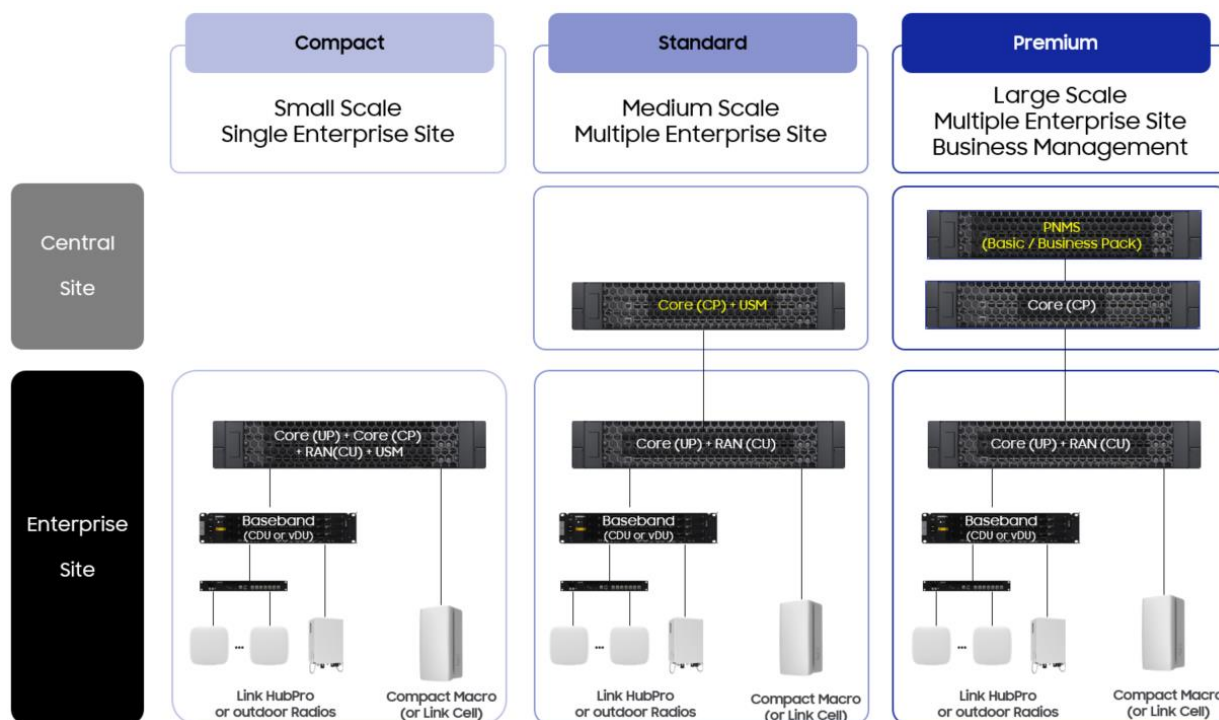 Compact
Standard
Premium
Small Scale
Single Enterprise Site
Medium Scale
Multiple Enterprise Site
Large Scale
Multiple Enterprise Site
Business Management
Central
Site
PNMS
(Basic / Business Pack)
Core (CP) + USM
Core (CP)
Enterprise
Site
Core (UP) + Core (CP)
+ RAN(CU) + USM
Core (UP) + RAN (CU)
Core (UP) + RAN (CU)
Baseband
(CDU or vDU)
Baseband
(CDU or vDU)
Baseband
(CDU or vDU)
...
...
...
Link HubPro
or outdoor Radios
Compact Macro
(or Link Cell)
Link HubPro
or outdoor Radios
Compact Macro
(or Link Cell)
Link HubPro
or outdoor Radios
Compact Macro
(or Link Cell)